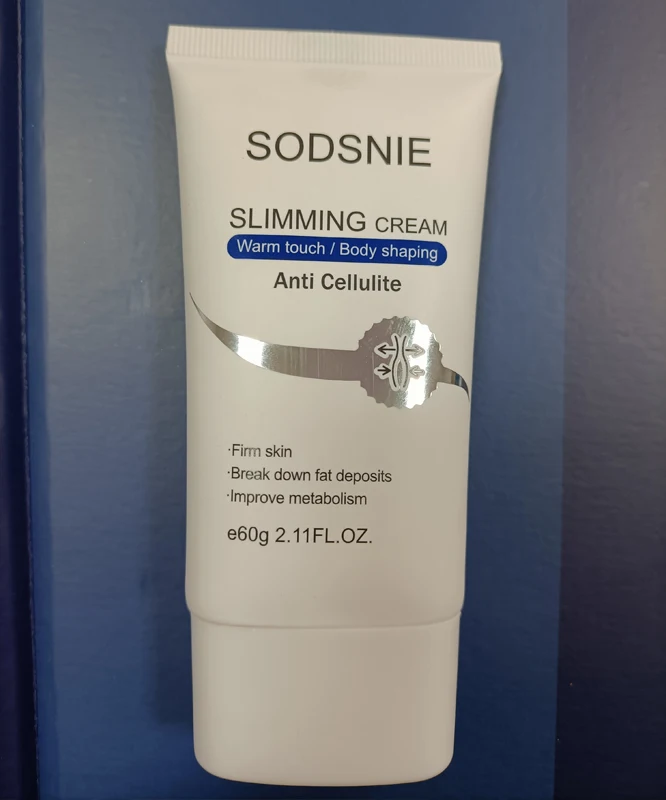 SODSNIE
SLIMMING CREAM
Warm touch / Body shaping
Anti Cellulite
·Firm skin
·Break down fat deposits
·Improve metabolism
e60g 2.11FL.OZ.